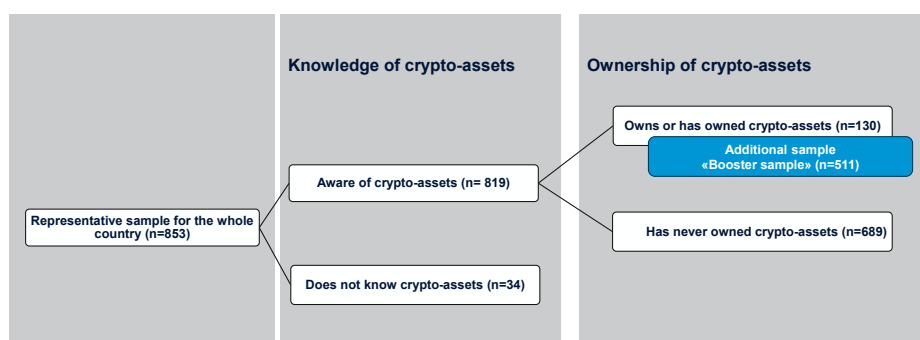 Knowledge of crypto-assets
Ownership of crypto-assets
Owns or has owned crypto-assets (n=130)
Additional sample
«Booster sample» (n=511)
Aware of crypto-assets (n= 819)
Representative sample for the whole
country (n=853)
Has never owned crypto-assets (n=689)
Does not know crypto-assets (n=34)